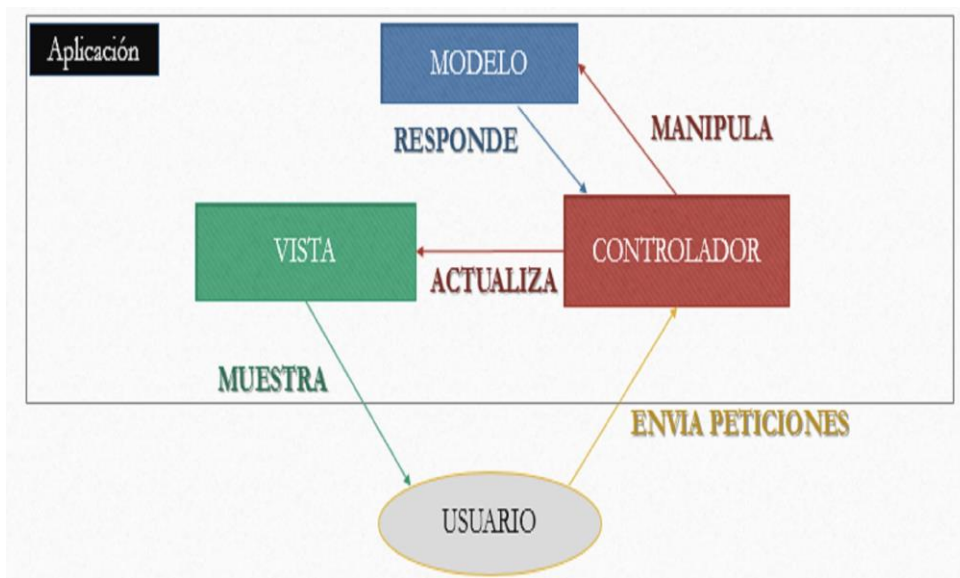 Aplicación
MODELO
RESPONDE
MANIPULA
VISTA
CONTROLADOR
ACTUALIZA
MUESTRA
ENVIA PETICIONES
USUARIO